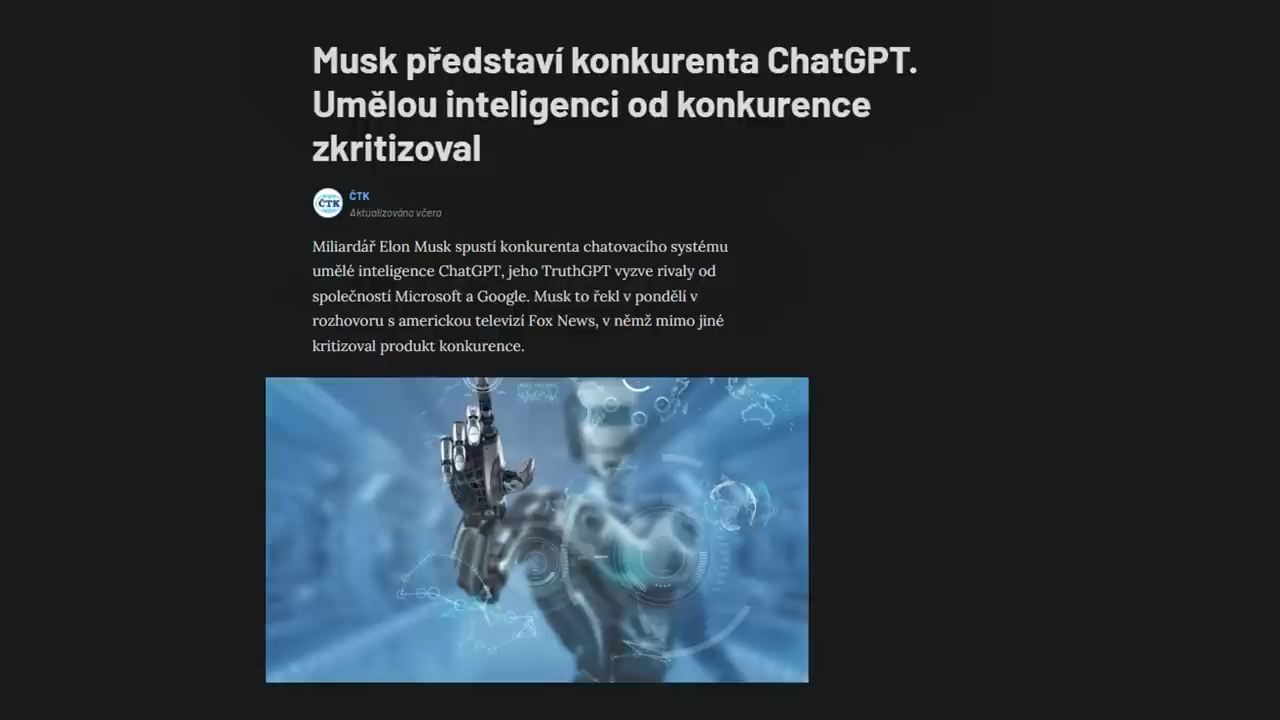 Musk představí konkurenta ChatGPT.
Umělou inteligenci od konkurence
zkritizoval
ČTK
ČTK
Aktualizováno včera
Miliardář Elon Musk spustí konkurenta chatovacího systému
umělé inteligence ChatGPT, jeho TruthGPT vyzve rivaly od
společností Microsoft a Google. Musk to řekl v pondělí v
rozhovoru s americkou televizí Fox News, v němž mimo jiné
kritizoval produkt konkurence.